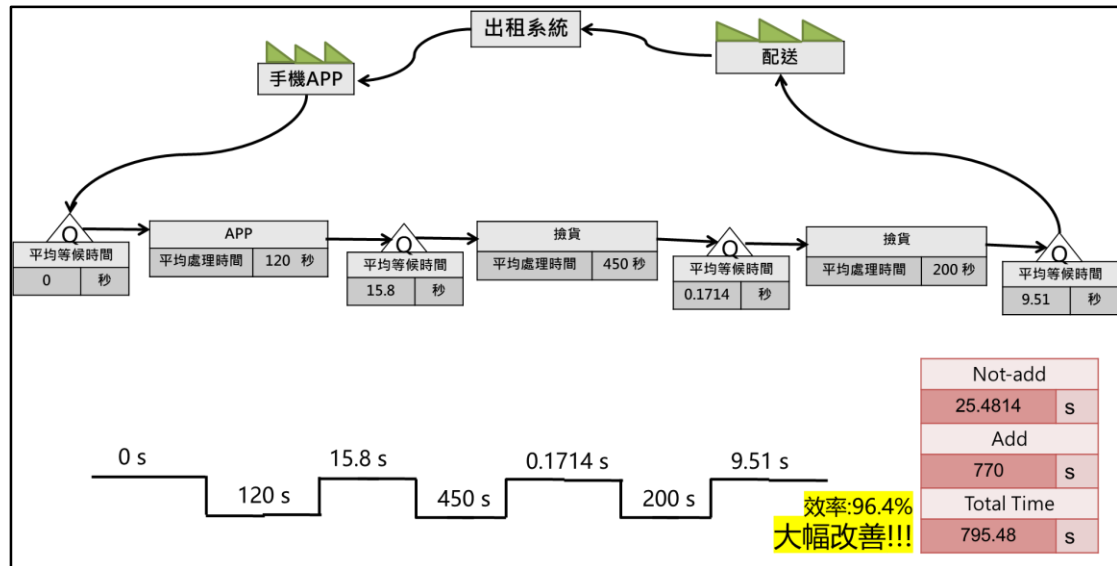 出租系統
配送
手機APP
Q
平均等候時間
0 秒
APP
平均處理時間 120 秒
Q
平均等候時間
15.8 秒
撿貨
平均處理時間 450 秒
Q
平均等候時間
0.1714 秒
撿貨
平均處理時間 200 秒
Q
平均等候時間
9.51 秒
0 s
120 s
15.8 s
450 s
0.1714 s
200 s
9.51 s
效率:96.4%
大幅改善!!!
Not-add
25.4814 s
Add
770 s
Total Time
795.48 s